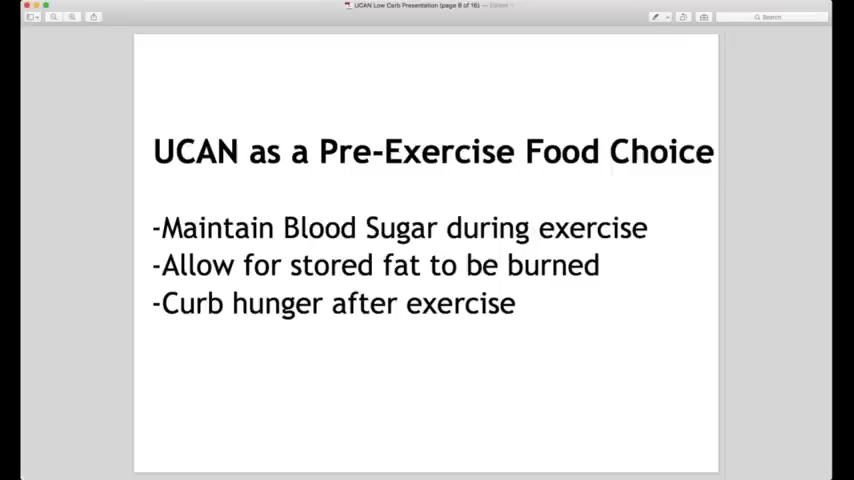 UCAN Low Carb Presentation (page 8 of 16) — Edited
Search
UCAN as a Pre-Exercise Food Choice
-Maintain Blood Sugar during exercise
-Allow for stored fat to be burned
-Curb hunger after exercise